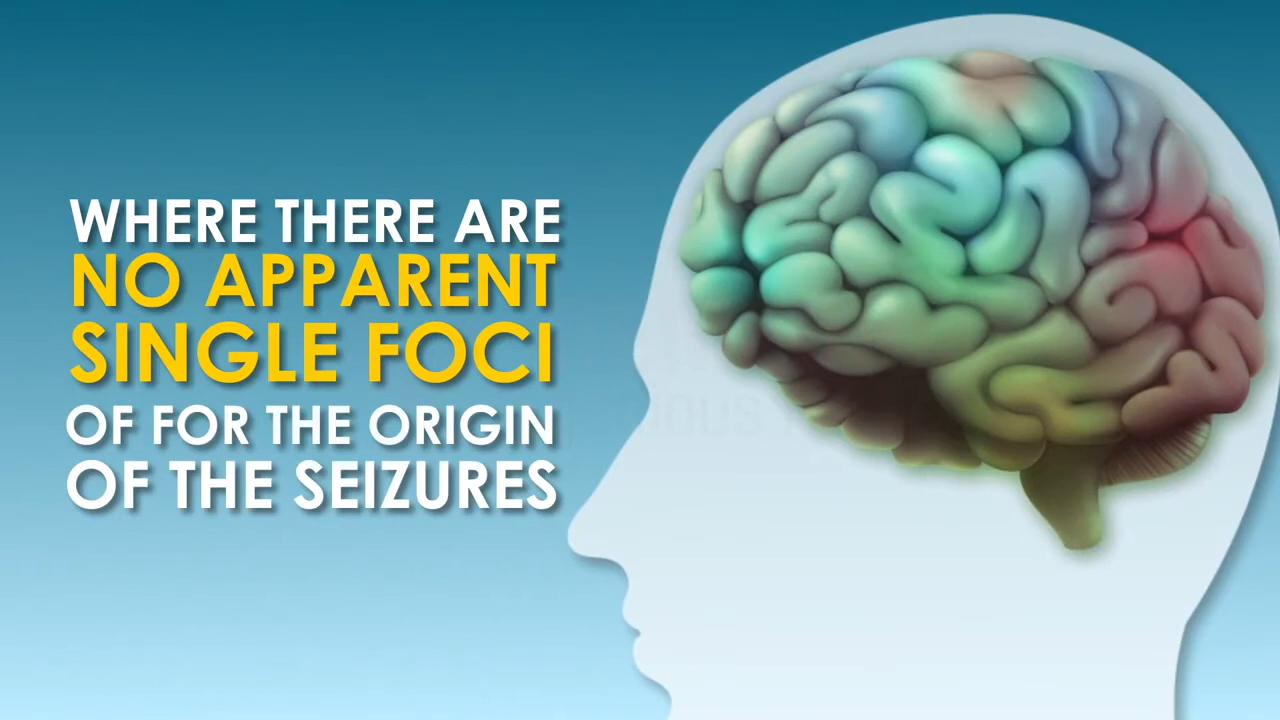 WHERE THERE ARE
NO APPARENT
SINGLE FOCI
OF FOR THE ORIGIN
OF THE SEIZURES